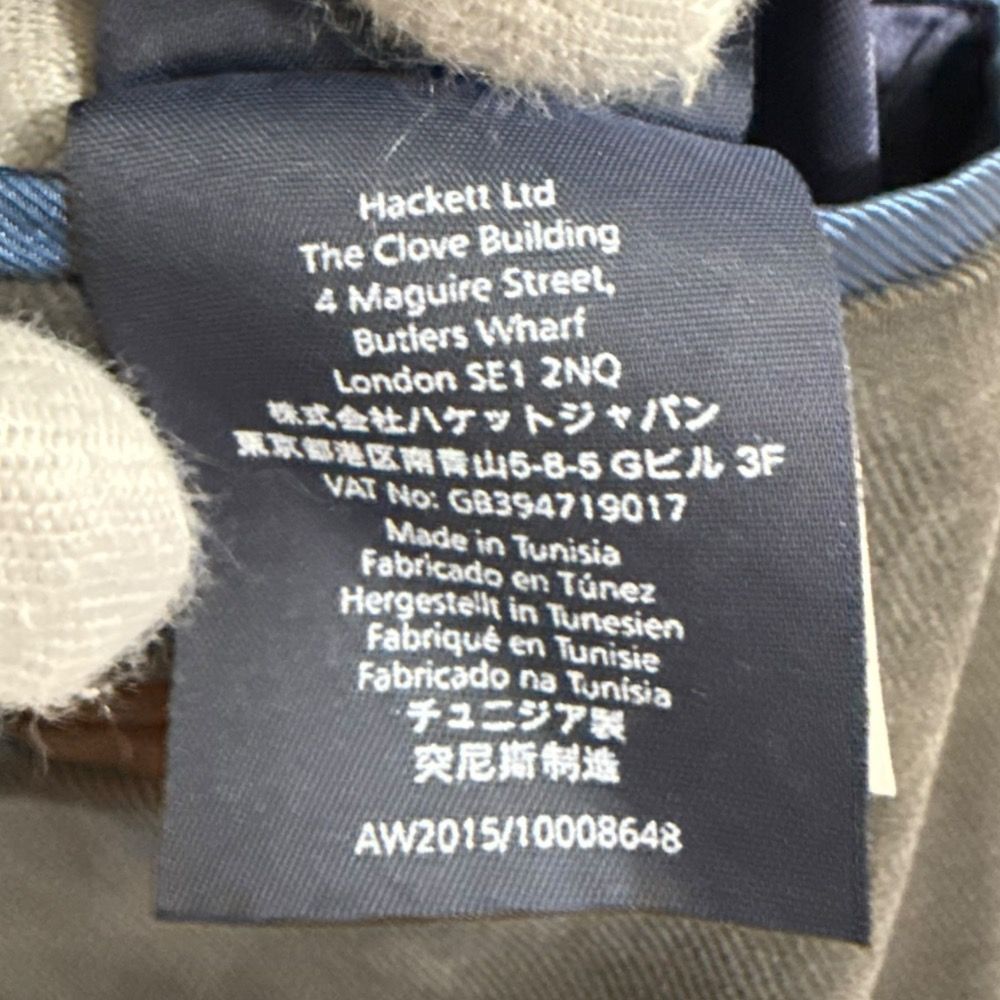 Hackett Ltd
The Clove Building
4 Maguire Street,
Butlers Wharf
London SE1 2NQ
株式会社ハケットジャパン
東京都港区南青山5-8-5 Gビル 3F
VAT No: GB394719017
Made in Tunisia
Fabricado en Túnez
Hergestellt in Tunesien
Fabriqué en Tunisie
Fabricado na Tunísia
チュニジア製
突尼斯制造
AW2015/10008648